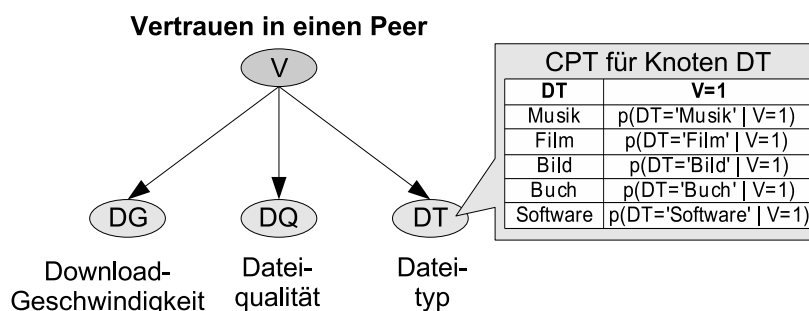 Vertrauen in einen Peer
V
CPT für Knoten DT
DT V=1
Musik p(DT='Musik' | V=1)
Film p(DT='Film' | V=1)
Bild p(DT='Bild' | V=1)
Buch p(DT='Buch' | V=1)
Software p(DT='Software' | V=1)
DG DQ DT
Download-
Geschwindigkeit
Datei-
qualität
Datei-
typ